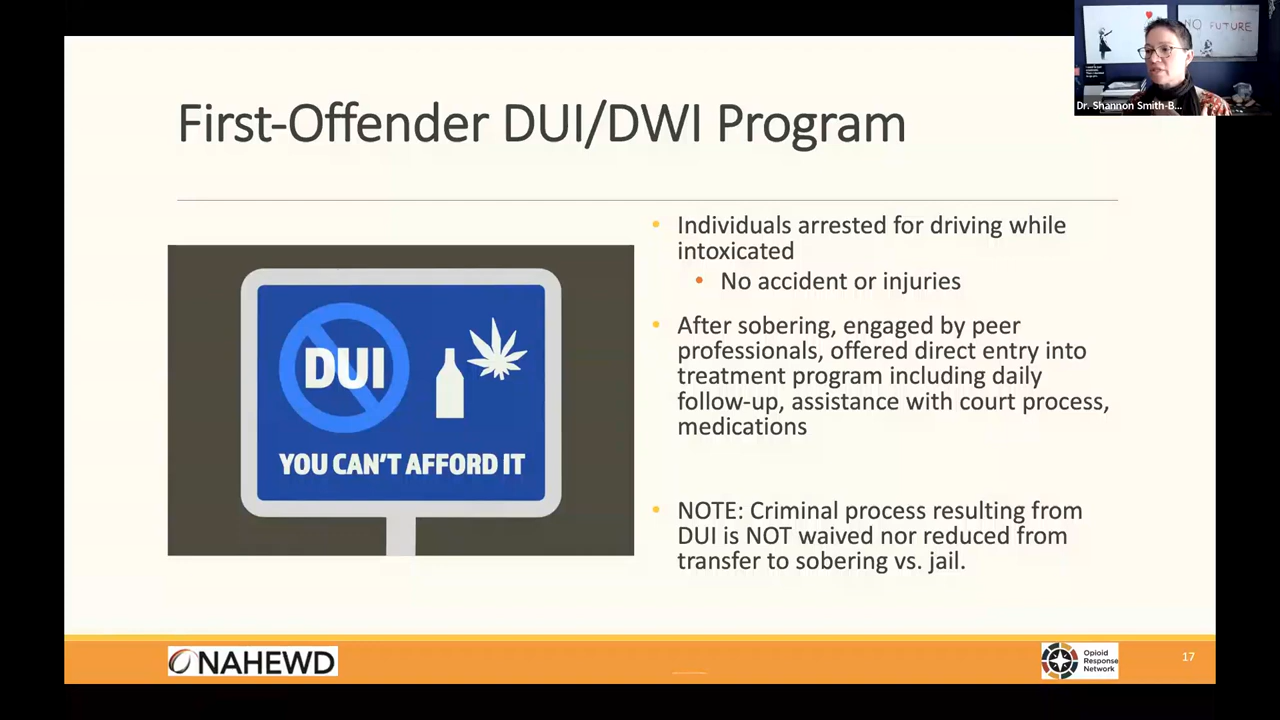 NO FUTURE
Dr. Shannon Smith-B...
First-Offender DUI/DWI Program
• Individuals arrested for driving while
intoxicated
• No accident or injuries
• After sobering, engaged by peer
professionals, offered direct entry into
treatment program including daily
follow-up, assistance with court process,
medications
• NOTE: Criminal process resulting from
DUI is NOT waived nor reduced from
transfer to sobering vs. jail.
DUI
YOU CAN'T AFFORD IT
NAHEWD
Opioid
Response
Network
17